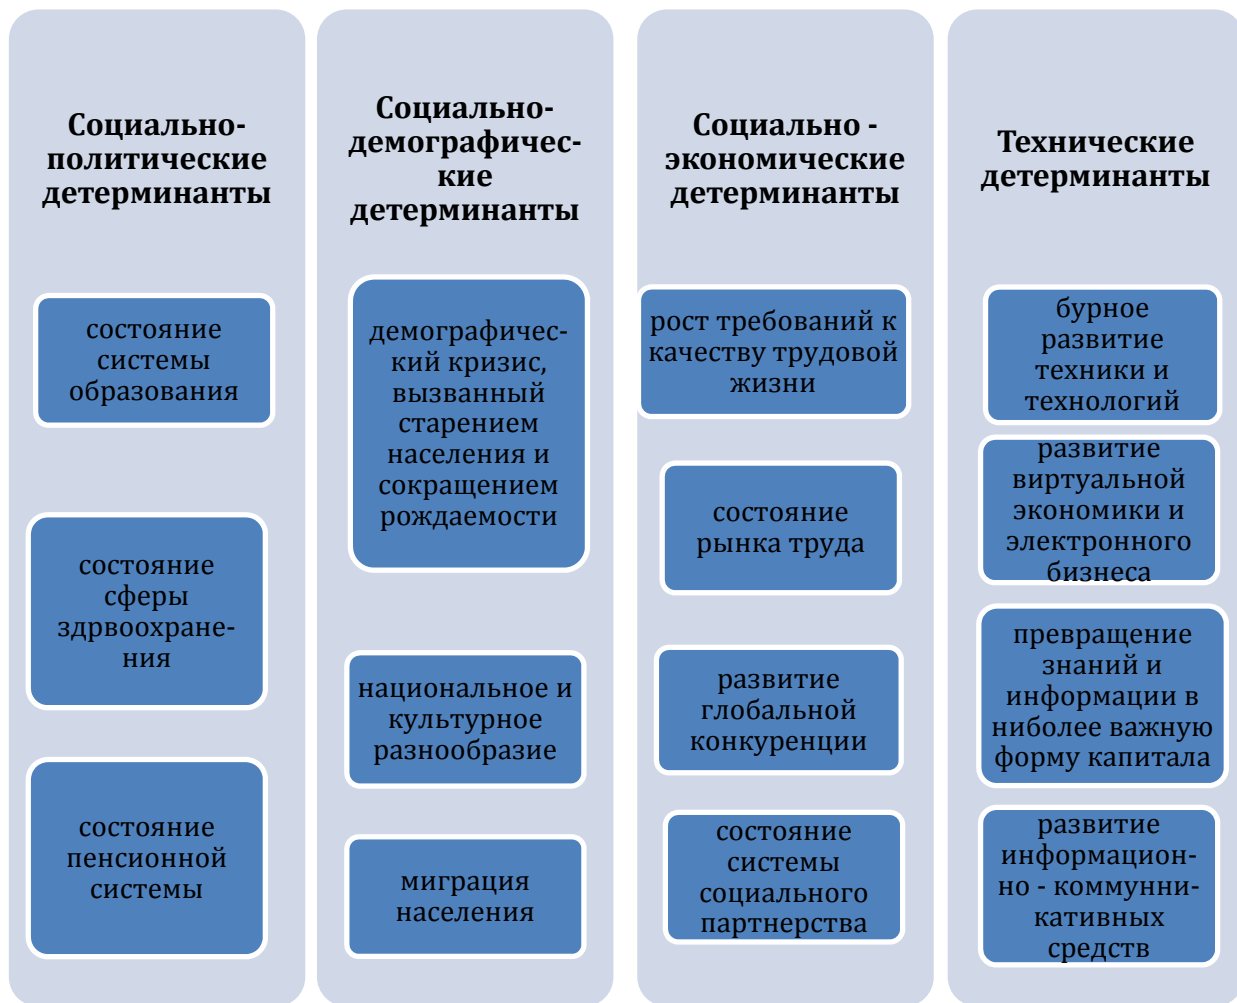 Социально-
политические
детерминанты
состояние
системы
образования
состояние
сферы
здрвоохране-
ния
состояние
пенсионной
системы
Социально-
демографичес-
кие
детерминанты
демографичес-
кий кризис,
вызванный
старением
населения и
сокращением
рождаемости
национальное и
культурное
разнообразие
миграция
населения
Социально -
экономические
детерминанты
рост требований к
качеству трудовой
жизни
состояние
рынка труда
развитие
глобальной
конкуренции
состояние
системы
социального
партнерства
Технические
детерминанты
бурное
развитие
техники и
технологий
развитие
виртуальной
экономики и
электронного
бизнеса
превращение
знаний и
информации в
ниболее важную
форму капитала
развитие
информацион-
но - коммунни-
кативных
средств